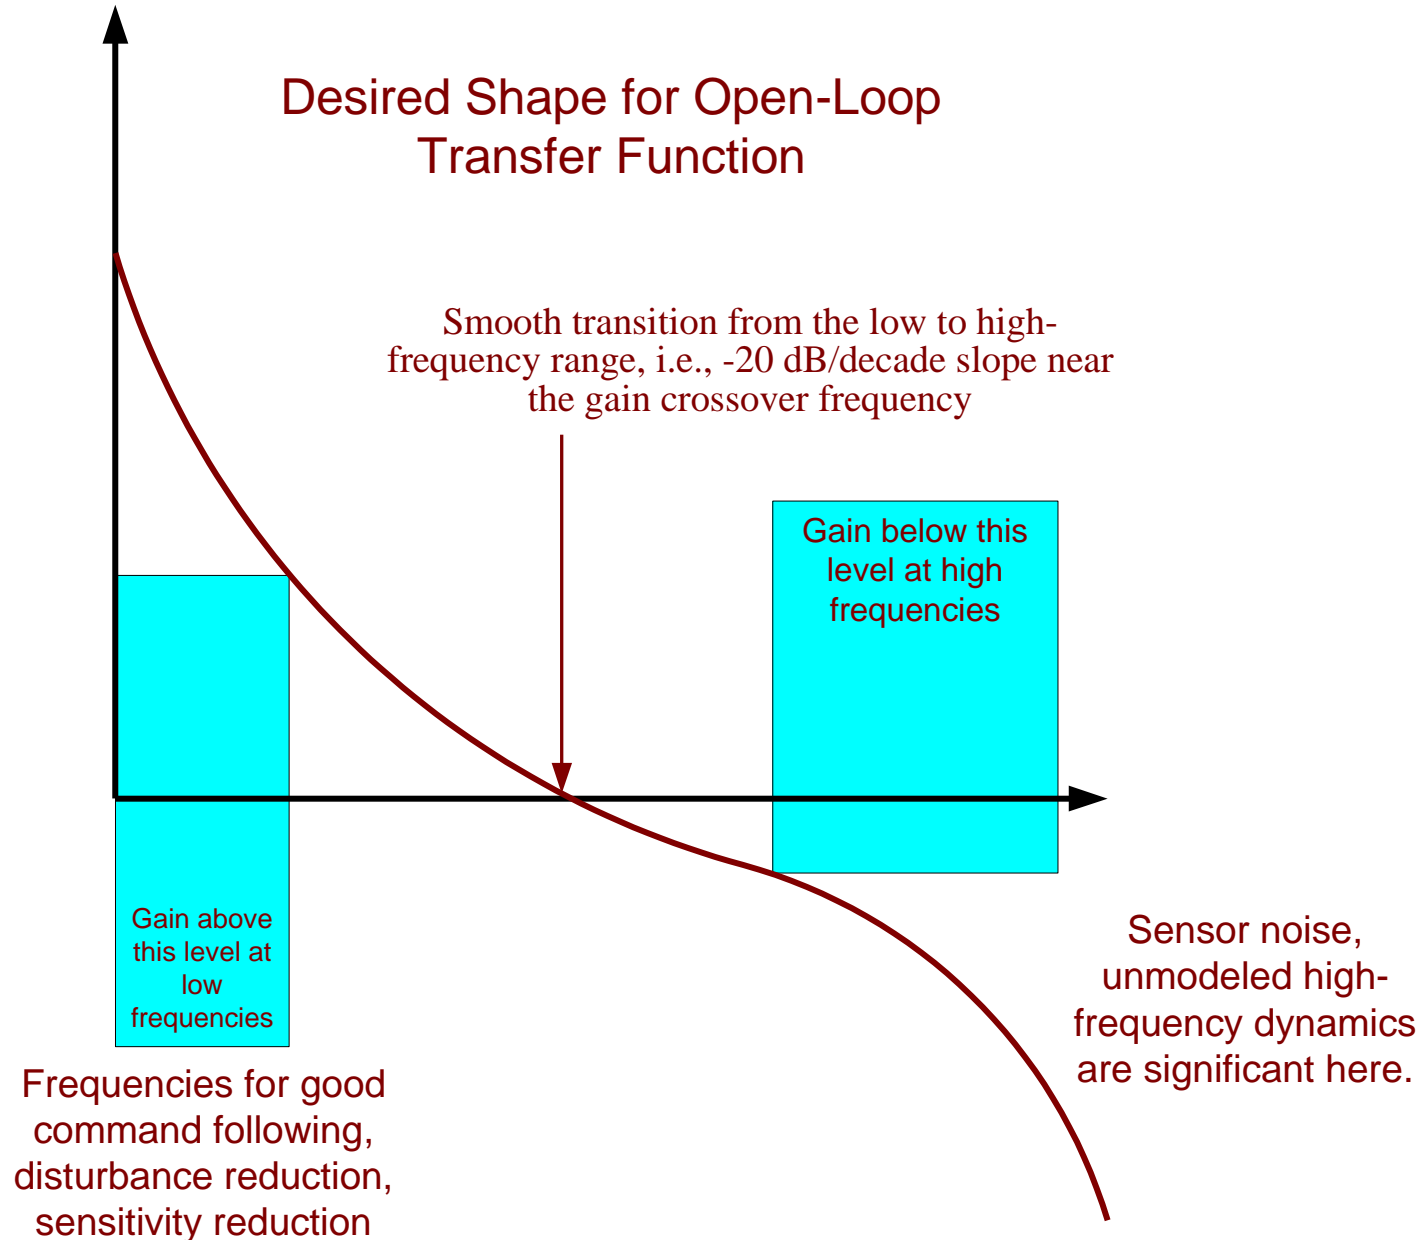 Desired Shape for Open-Loop
Transfer Function
Smooth transition from the low to high-
frequency range, i.e., -20 dB/decade slope near
the gain crossover frequency
Gain below this
level at high
frequencies
Gain above
this level at
low
frequencies
Sensor noise,
unmodeled high-
frequency dynamics
are significant here.
Frequencies for good
command following,
disturbance reduction,
sensitivity reduction